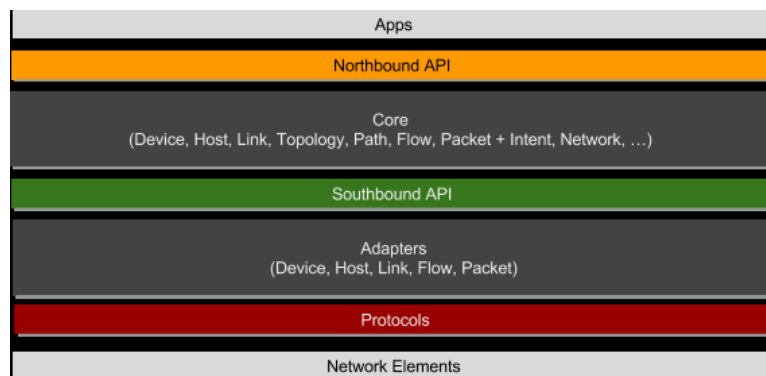 Apps
Northbound API
Core
(Device, Host, Link, Topology, Path, Flow, Packet + Intent, Network, …)
Southbound API
Adapters
(Device, Host, Link, Flow, Packet)
Protocols
Network Elements